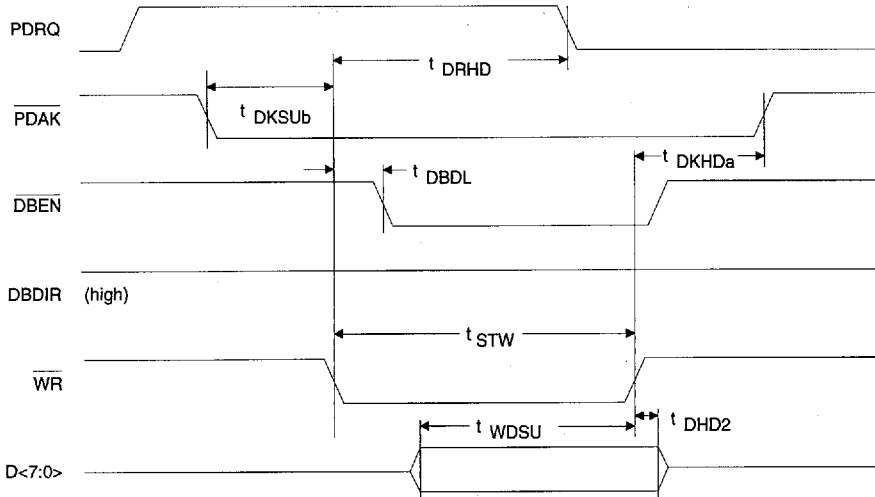 PDRQ
t DRHD
PDAK
t DKSUb
t DKHDa
DBEN
t DBDL
DBDIR (high)
t STW
WR
t WDSU
t DHD2
D<7:0>